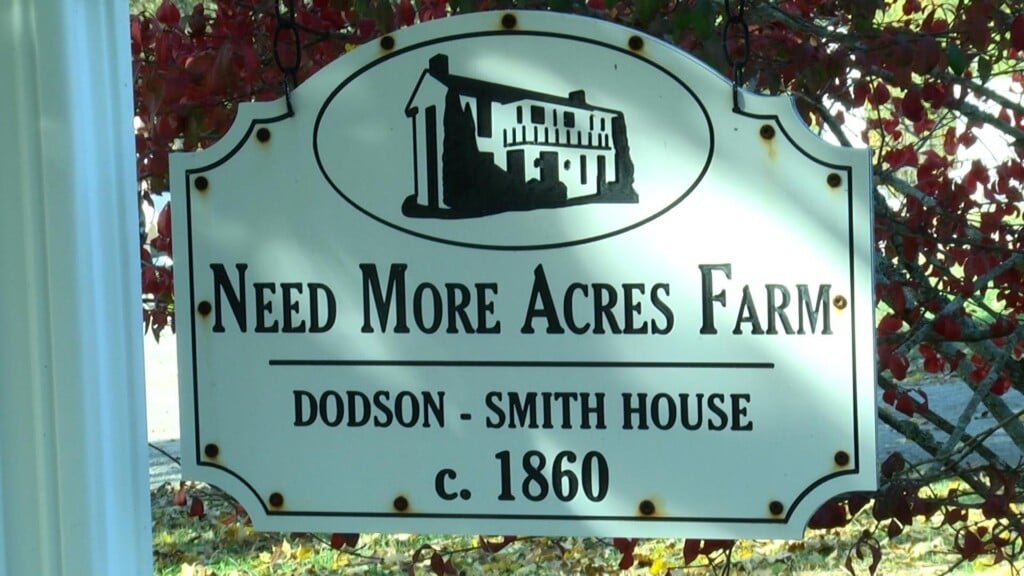 NEED MORE ACRES FARM
DODSON - SMITH HOUSE
c. 1860